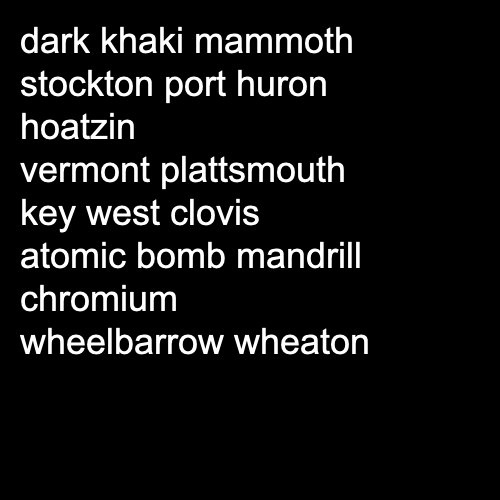 dark khaki mammoth
stockton port huron
hoatzin
vermont plattsmouth
key west clovis
atomic bomb mandrill
chromium
wheelbarrow wheaton